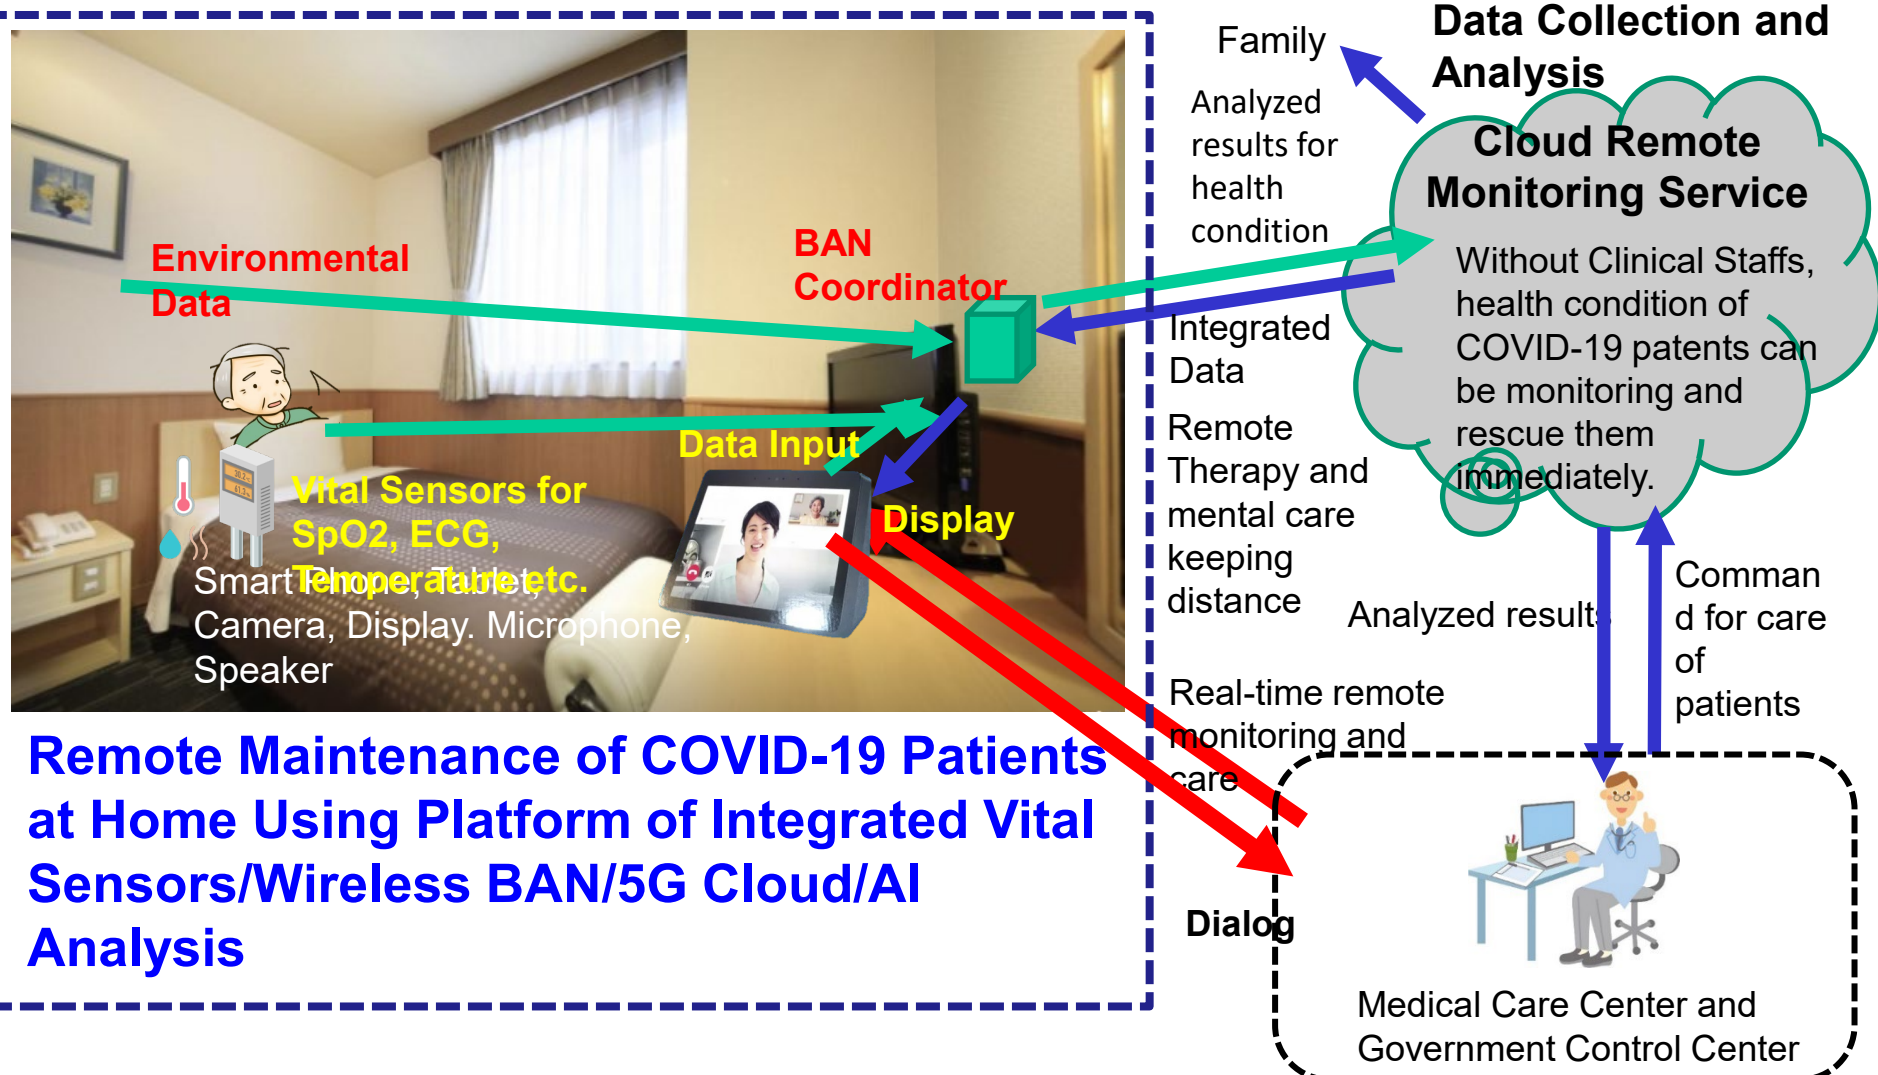 Data Collection and
Analysis
Family
Analyzed
results for
health
condition
Cloud Remote
Monitoring Service
Without Clinical Staffs,
health condition of
COVID-19 patents can
be monitoring and
rescue them
immediately.
Environmental
Data
BAN
Coordinator
Integrated
Data
Remote
Therapy and
mental care
keeping
distance
Data Input
Display
Vital Sensors for
SpO2, ECG,
Temperature etc.
Smart Phone, Tablet,
Camera, Display. Microphone,
Speaker
Analyzed results
Comman
d for care
of
patients
Real-time remote
monitoring and
care
Remote Maintenance of COVID-19 Patients
at Home Using Platform of Integrated Vital
Sensors/Wireless BAN/5G Cloud/AI
Analysis
Dialog
Medical Care Center and
Government Control Center